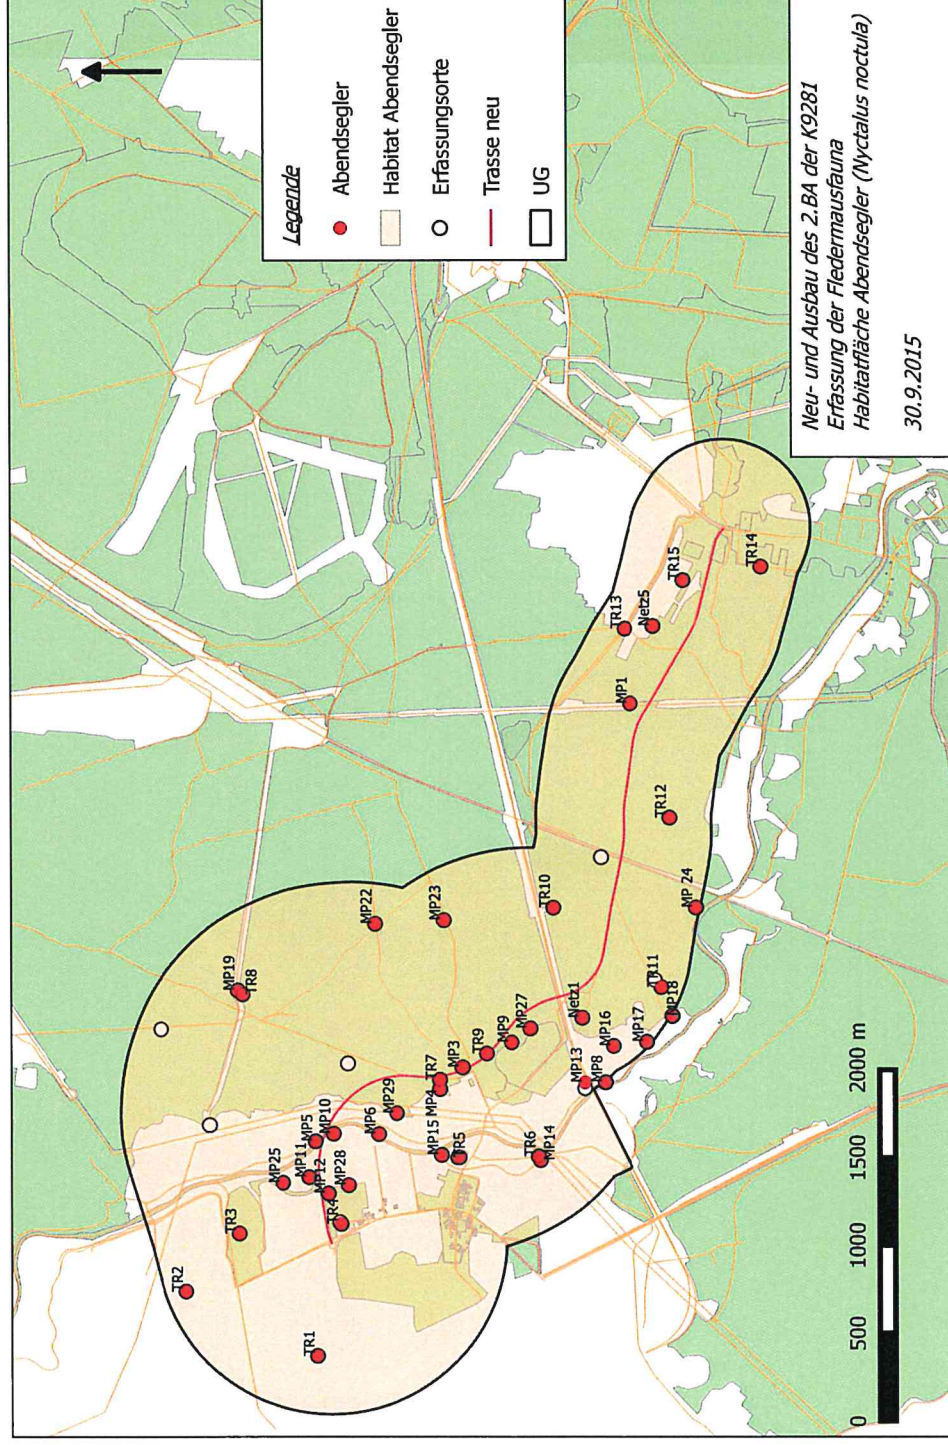 Legende
Abendsegler
Habitat Abendsegler
Erfassungsorte
Trasse neu
UG
TR2
TR1
TR3
MP25
MP11
MP5
MP10
MP12
TR4
MP28
MP6
MP29
MP19
TR8
MP22
MP23
MP4
TR7
MP3
TR9
MP9
MP27
MP15
TR5
TR6
MP14
MP13
MP8
Netz1
MP16
MP17
MP18
TR11
MP 24
TR10
TR12
MP1
TR13
Netz5
TR15
TR14
0 500 1000 1500 2000 m
Neu- und Ausbau des 2.BA der K9281
Erfassung der Fledermausfauna
Habitatfläche Abendsegler (Nyctalus noctula)
30.9.2015